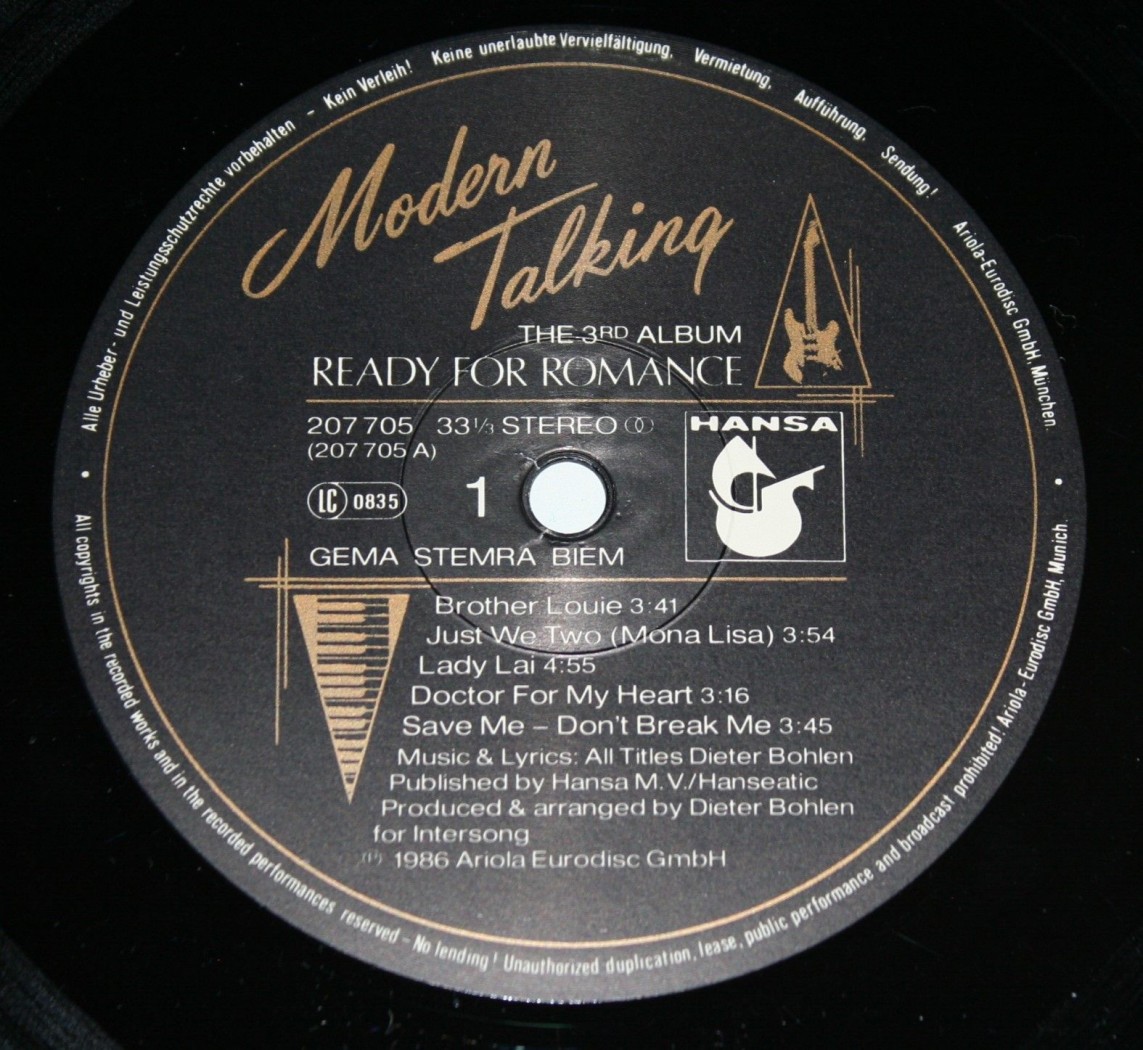 Alle Urheber- und Leistungsschutzrechte vorbehalten – Kein Verleih! Keine unerlaubte Vervielfältigung, Vermietung, Aufführung, Sendung! Ariola-Eurodisc GmbH, München.
Modern
Talking
THE 3RD ALBUM
READY FOR ROMANCE
207 705 33 1/3 STEREO
(207 705 A)
HANSA
LC 0835
1
GEMA STEMRA BIEM
Brother Louie 3:41
Just We Two (Mona Lisa) 3:54
Lady Lai 4:55
Doctor For My Heart 3:16
Save Me – Don't Break Me 3:45
Music & Lyrics: All Titles Dieter Bohlen
Published by Hansa M.V./Hanseatic
Produced & arranged by Dieter Bohlen
for Intersong
℗ 1986 Ariola Eurodisc GmbH
All copyrights in the recorded works and in the recorded performances reserved – No lending! Unauthorized duplication, lease, public performance and broadcast prohibited! Ariola-Eurodisc GmbH, Munich.